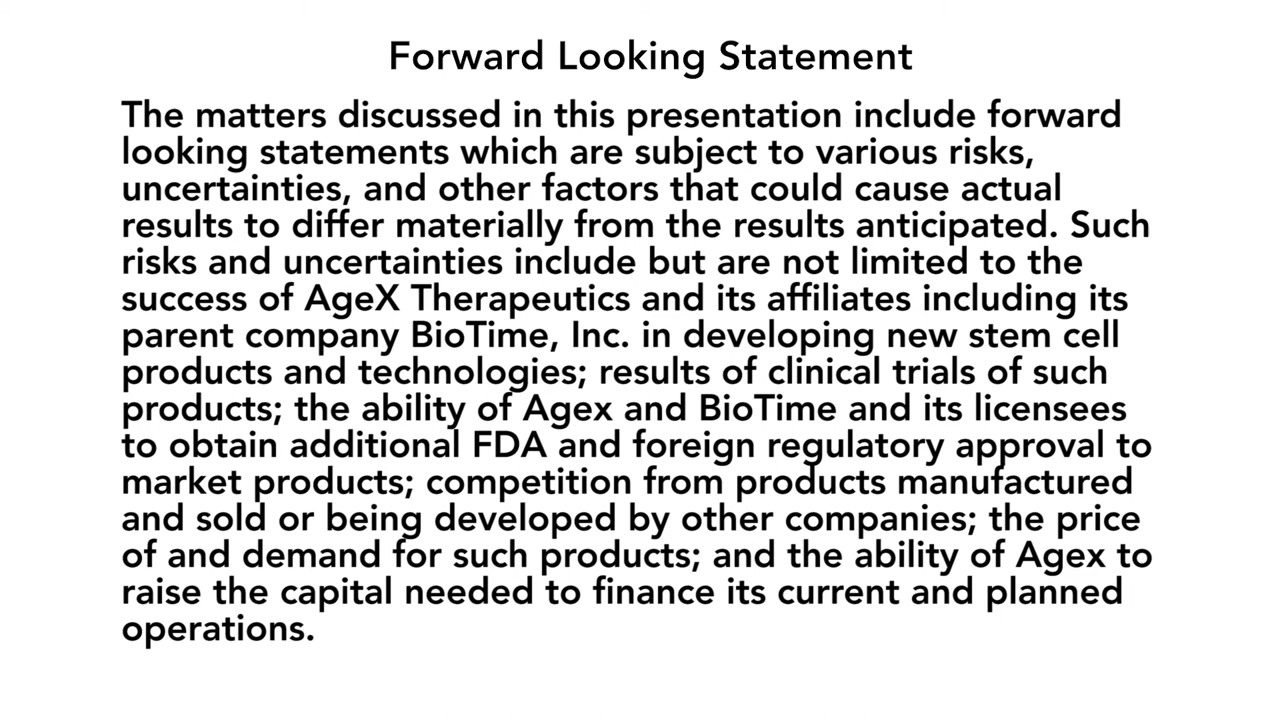 Forward Looking Statement
The matters discussed in this presentation include forward
looking statements which are subject to various risks,
uncertainties, and other factors that could cause actual
results to differ materially from the results anticipated. Such
risks and uncertainties include but are not limited to the
success of AgeX Therapeutics and its affiliates including its
parent company BioTime, Inc. in developing new stem cell
products and technologies; results of clinical trials of such
products; the ability of Agex and BioTime and its licensees
to obtain additional FDA and foreign regulatory approval to
market products; competition from products manufactured
and sold or being developed by other companies; the price
of and demand for such products; and the ability of Agex to
raise the capital needed to finance its current and planned
operations.